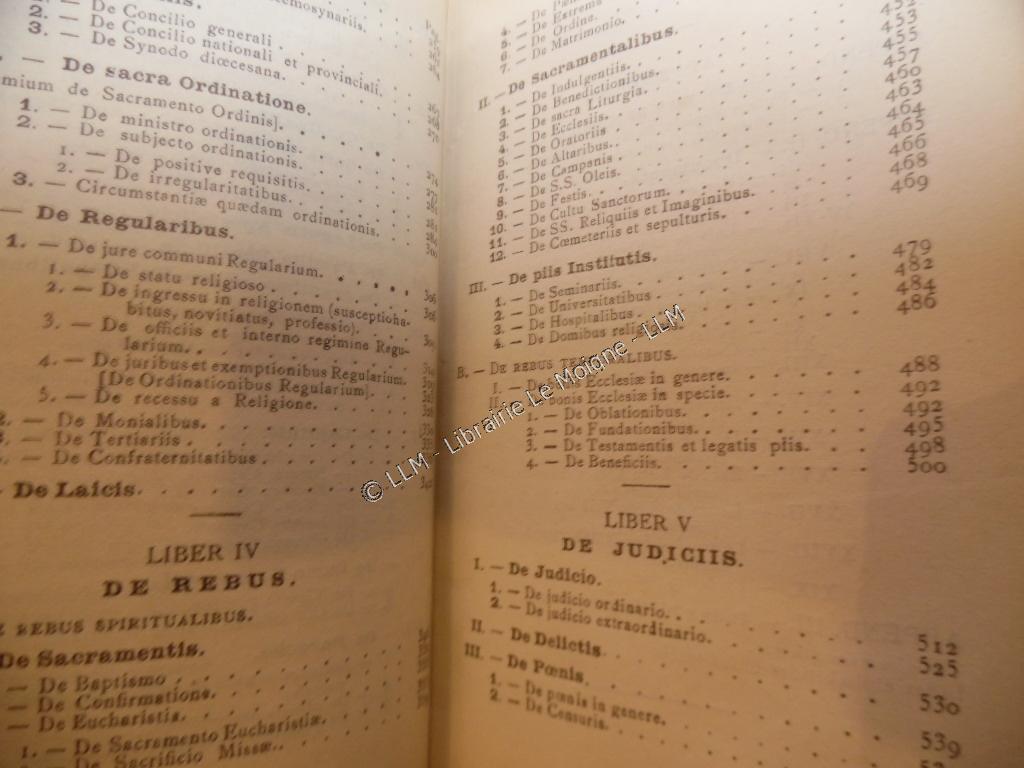 2. — De Concilio generali
2. — De Concilio nationali et provinciali.
3. — De Synodo diœcesana.
— De sacra Ordinatione.
mium de Sacramento Ordinis].
1. — De ministro ordinationis.
2. — De subjecto ordinationis.
1. — De positive requisitis.
2. — De irregularitatibus.
3. — Circumstantiæ quædam ordinationis.
— De Regularibus.
1. — De jure communi Regularium.
1. — De statu religioso
2. — De ingressu in religionem (susceptioha-
bitus, novitiatus, professio).
3. — De officiis et interno regimine Regu-
larium.
4. — De juribus et exemptionibus Regularium.
[De Ordinationibus Regularium].
5. — De recessu a Religione.
2. — De Monialibus.
3. — De Tertiariis
— De Confraternitatibus
— De Laicis.
LIBER IV
DE REBUS.
REBUS SPIRITUALIBUS.
De Sacramentis.
— De Baptismo
— De Confirmatione.
— De Eucharistia.
1. — De Sacramento Eucharistiæ.
— De Sacrificio Missæ.
5. — De Extrema
6. — De Ordine.
7. — De Matrimonio. 453
II. — De Sacramentalibus. 455
1. — De Indulgentiis. 457
2. — De Benedictionibus. 460
3. — De sacra Liturgia. 463
4. — De Ecclesiis. 464
5. — De Oratoriis 465
6. — De Altaribus. 466
7. — De Campanis 468
8. — De S.S. Oleis. 469
9. — De Festis.
10. — De Cultu Sanctorum.
11. — De SS. Reliquiis et Imaginibus.
12. — De Cœmeteriis et sepulturis.
III. — De piis Institutis.
1. — De Seminariis. 479
2. — De Universitatibus 482
3. — De Hospitalibus 484
4. — De Domibus 486
B. — DE REBUS TEMPORALIBUS.
I. — Ecclesiæ in genere. 488
II. bonis Ecclesiæ in specie. 492
1. — De Oblationibus. 492
2. — De Fundationibus. 495
3. — De Testamentis et legatis piis. 498
4. — De Beneficiis. 500
LIBER V
DE JUDICIIS.
I. — De Judicio.
1. — De judicio ordinario. 512
2. — De judicio extraordinario. 525
II. — De Delictis 530
III. — De Pœnis.
1. — De pœnis in genere. 539
2. — De Censuris.
© LLM - Librairie Le Moigne - LLM